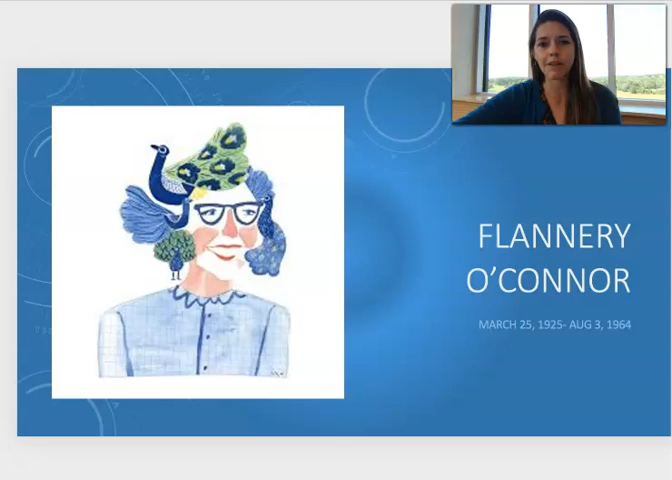 FLANNERY
O’CONNOR
MARCH 25, 1925- AUG 3, 1964